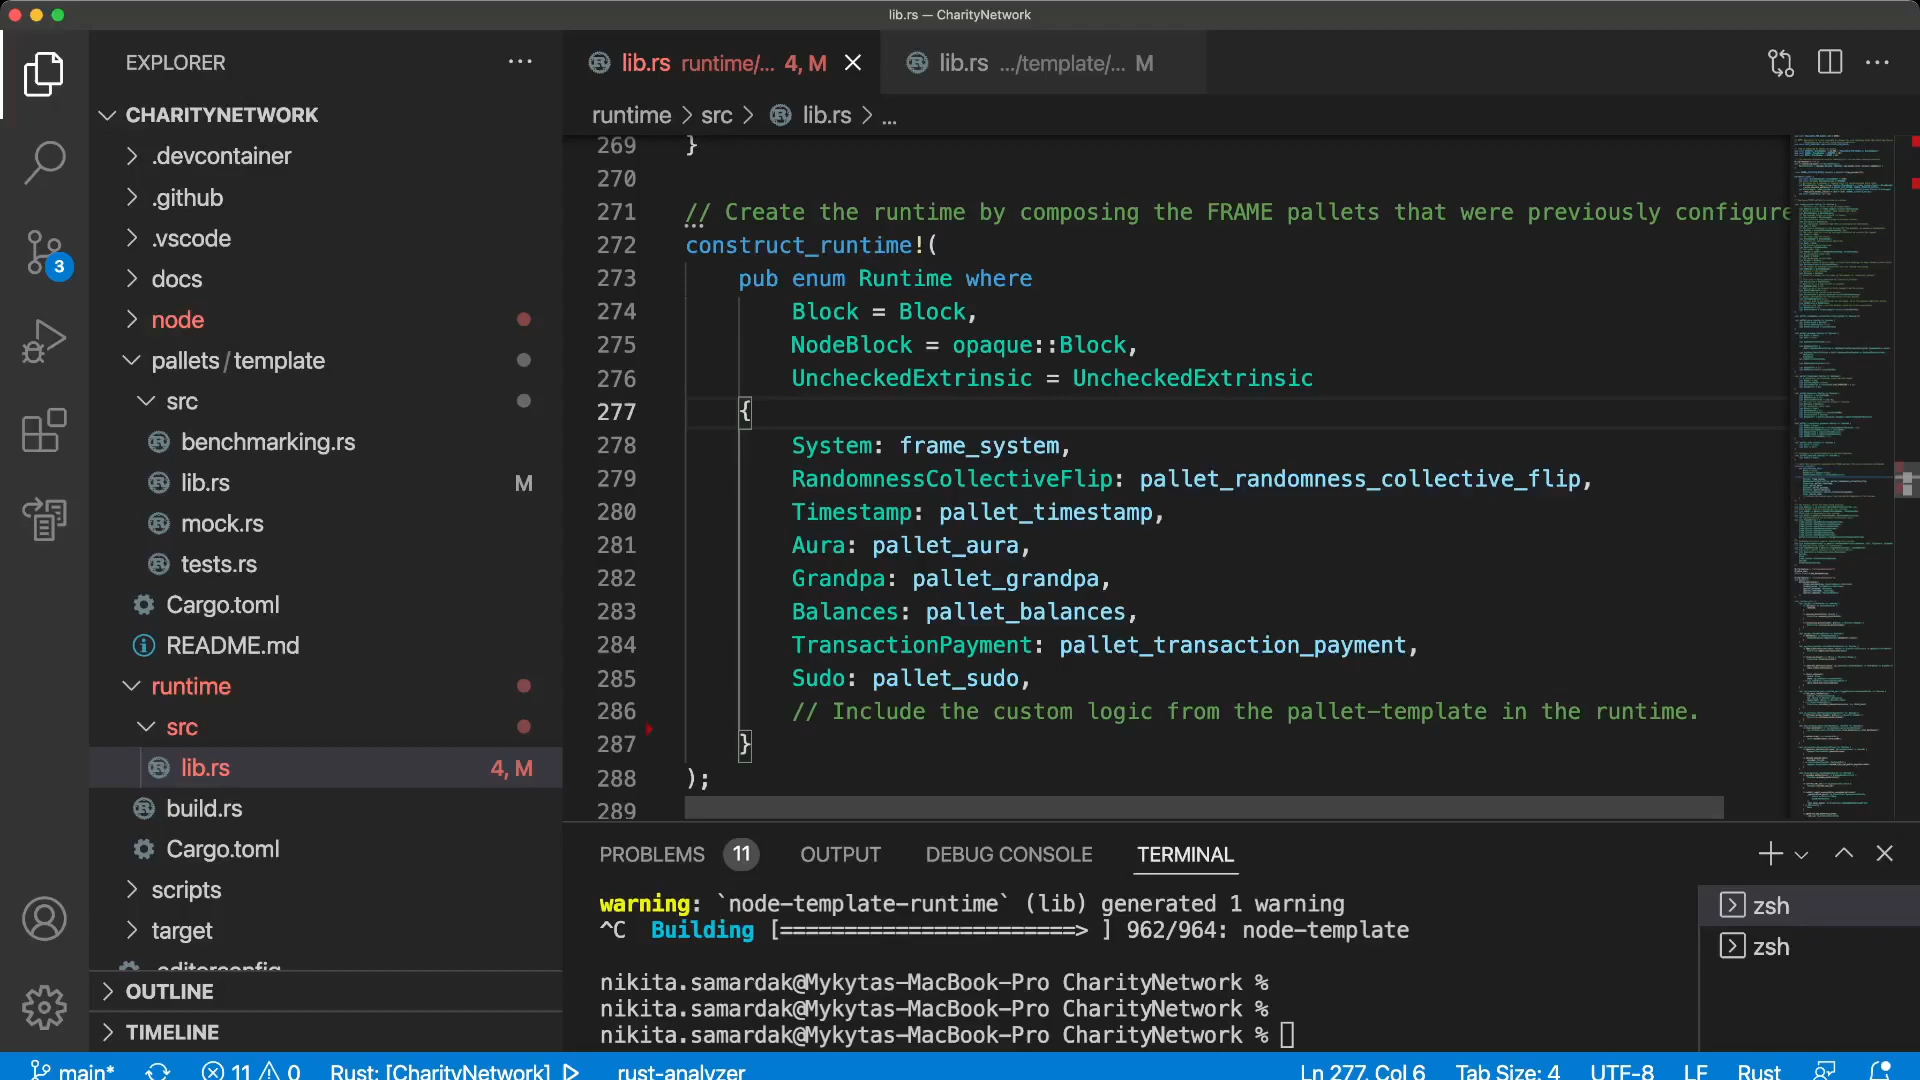 lib.rs — CharityNetwork
EXPLORER
CHARITYNETWORK
.devcontainer
.github
.vscode
docs
node
pallets/template
src
benchmarking.rs
lib.rs M
mock.rs
tests.rs
Cargo.toml
README.md
runtime
src
lib.rs 4, M
build.rs
Cargo.toml
scripts
target
.editorconfig
OUTLINE
TIMELINE
3
lib.rs runtime/... 4, M
lib.rs .../template/... M
runtime > src > lib.rs > ...
269 }
270
271 // Create the runtime by composing the FRAME pallets that were previously configure
272 construct_runtime!(
273 pub enum Runtime where
274 Block = Block,
275 NodeBlock = opaque::Block,
276 UncheckedExtrinsic = UncheckedExtrinsic
277 {
278 System: frame_system,
279 RandomnessCollectiveFlip: pallet_randomness_collective_flip,
280 Timestamp: pallet_timestamp,
281 Aura: pallet_aura,
282 Grandpa: pallet_grandpa,
283 Balances: pallet_balances,
284 TransactionPayment: pallet_transaction_payment,
285 Sudo: pallet_sudo,
286 // Include the custom logic from the pallet-template in the runtime.
287 }
288 );
289
PROBLEMS 11 OUTPUT DEBUG CONSOLE TERMINAL
warning: `node-template-runtime` (lib) generated 1 warning
^C Building [=======================> ] 962/964: node-template
nikita.samardak@Mykytas-MacBook-Pro CharityNetwork %
nikita.samardak@Mykytas-MacBook-Pro CharityNetwork %
nikita.samardak@Mykytas-MacBook-Pro CharityNetwork %
zsh
zsh
main* 11 0 Rust: [CharityNetwork] rust-analyzer Ln 277, Col 6 Tab Size: 4 UTF-8 LF Rust